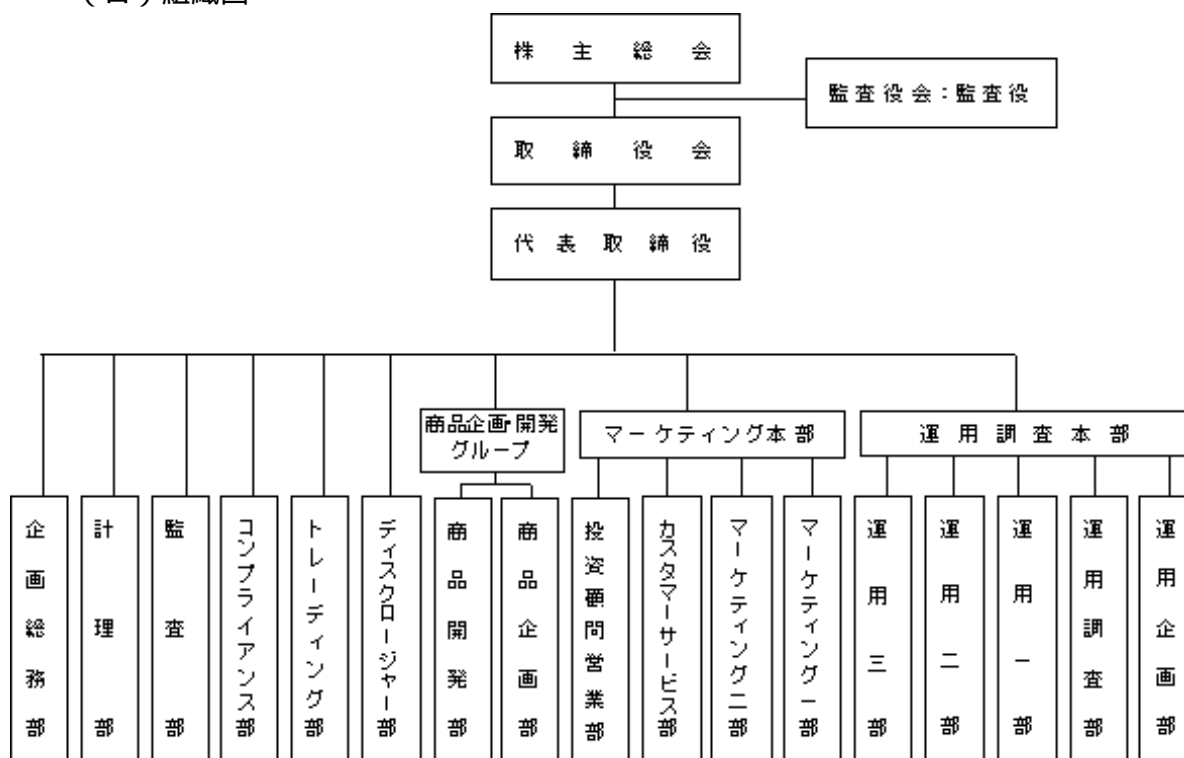 株主総会
監査役会：監査役
取締役会
代表取締役
商品企画・開発
グループ
マーケティング本部
運用調査本部
企画総務部
計理部
監査部
コンプライアンス部
トレーディング部
ディスクロージャー部
商品開発部
商品企画部
投資顧問営業部
カスタマーサービス部
マーケティング二部
マーケティング一部
運用三部
運用二部
運用一部
運用調査部
運用企画部